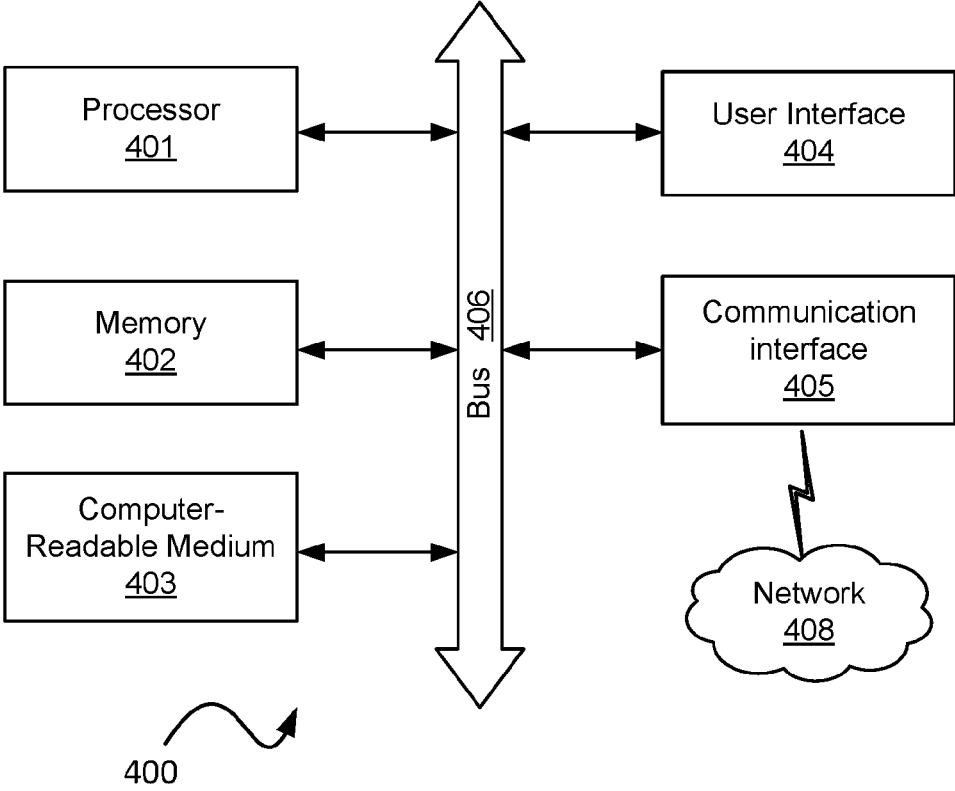 Processor
401
Memory
402
Computer-
Readable Medium
403
Bus 406
User Interface
404
Communication
interface
405
Network
408
400